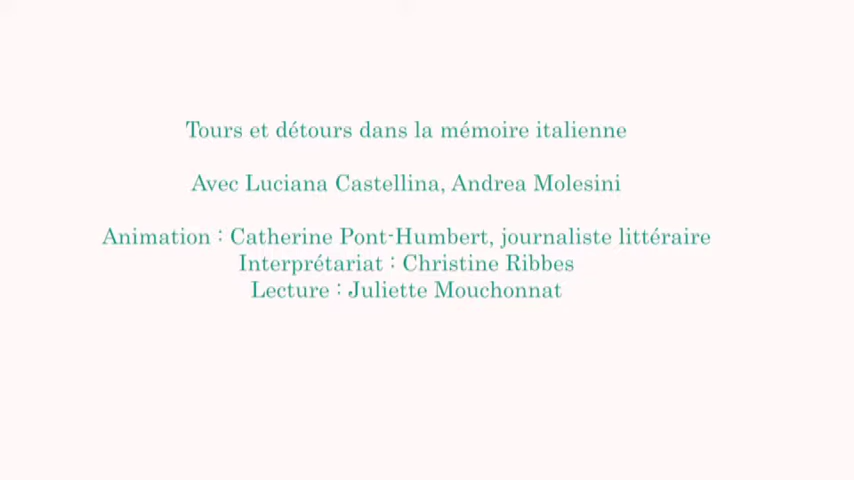 Tours et détours dans la mémoire italienne
Avec Luciana Castellina, Andrea Molesini
Animation : Catherine Pont-Humbert, journaliste littéraire
Interprétariat : Christine Ribbes
Lecture : Juliette Mouchonnat